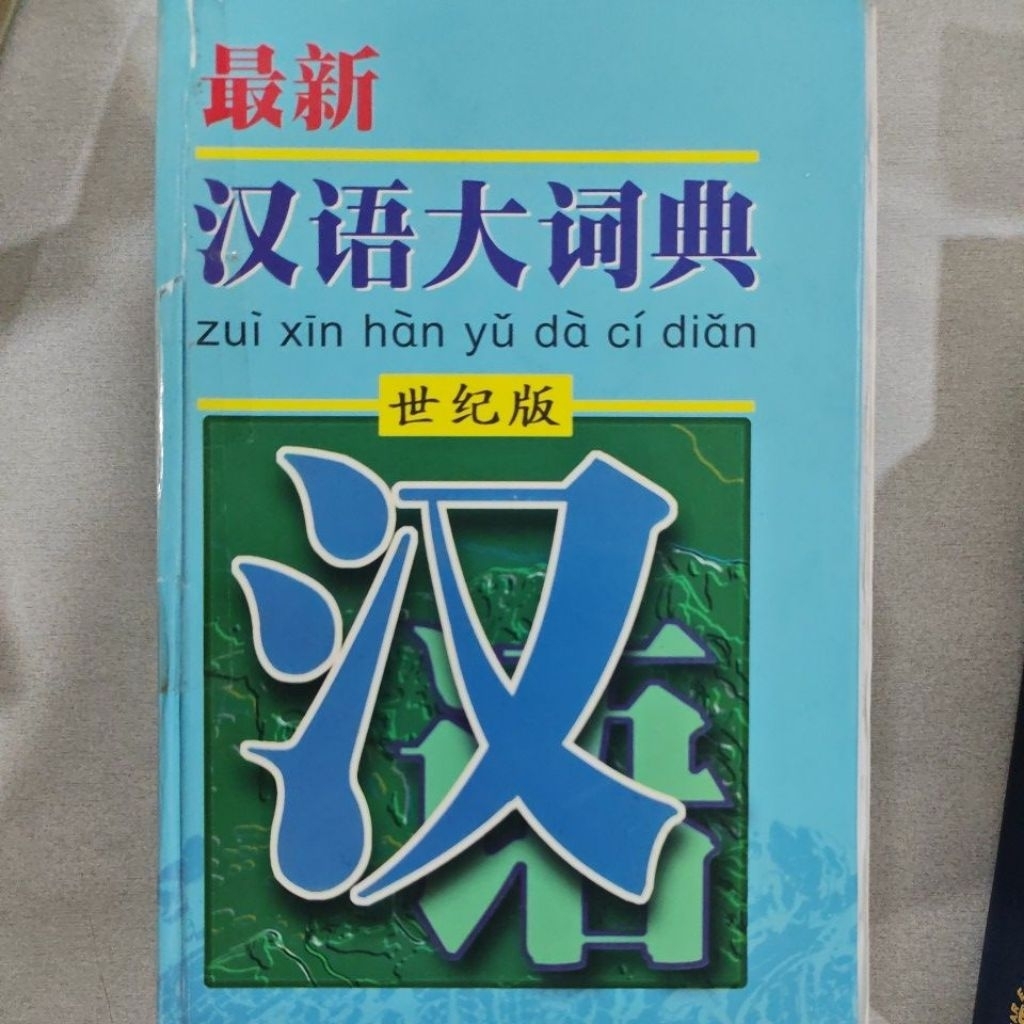 最新
汉语大词典
zuì xīn hàn yǔ dà cí diǎn
世纪版
汉
语